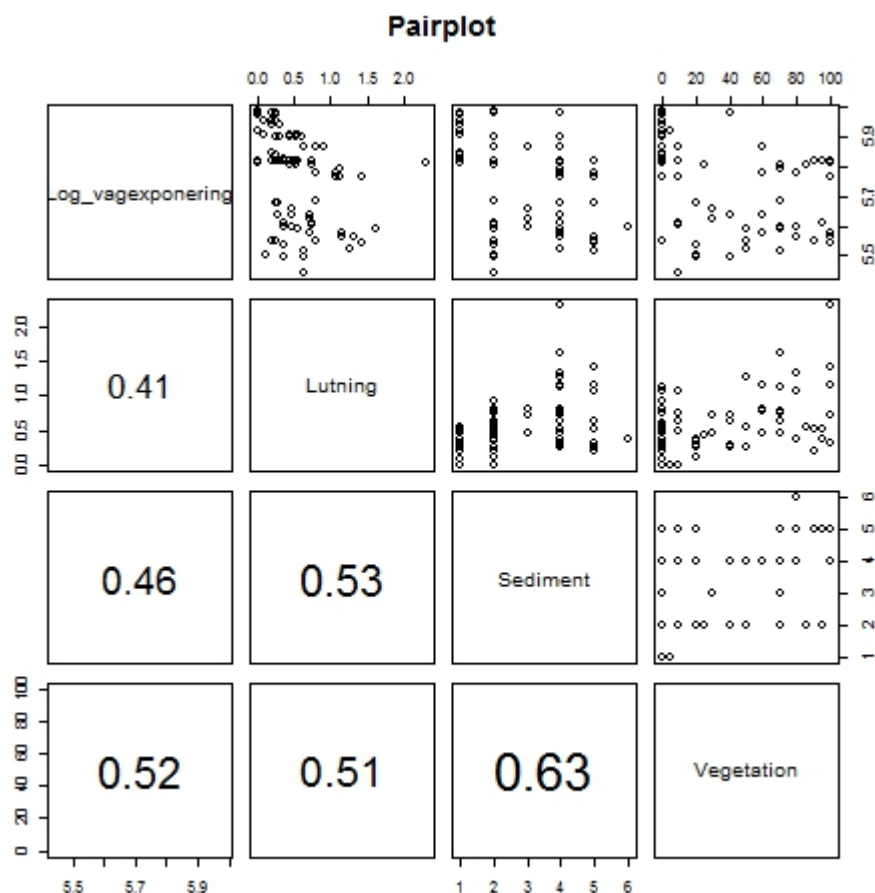 Pairplot
0.0 0.5 1.0 2.0 0 20 40 60 80 100
Log_vagexponering
5.5 5.7 5.9
0.0 0.5 1.0 1.5 2.0
0.41
Lutning
0.46
0.53
Sediment
1 2 3 4 5 6
0 20 40 60 80 100
0.52
0.51
0.63
Vegetation
5.5 5.7 5.9 1 2 3 4 5 6